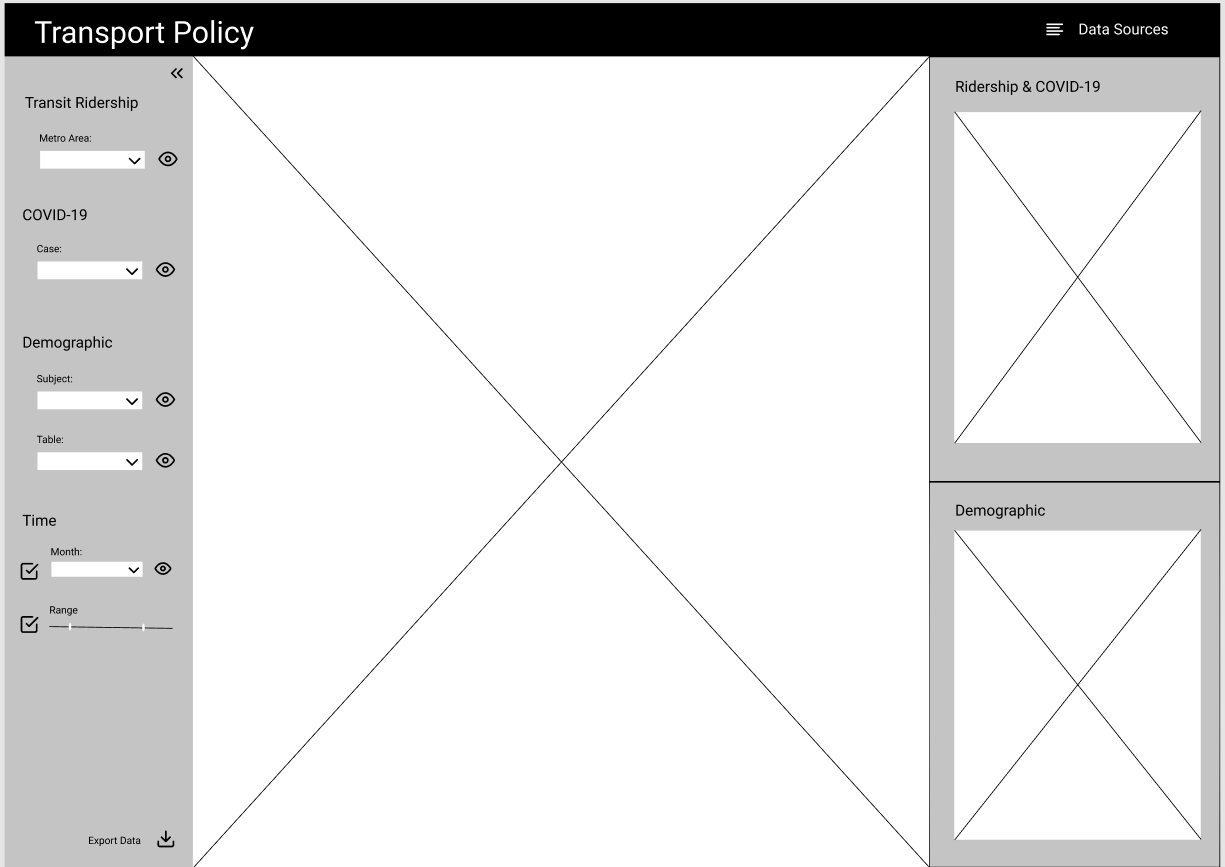 Transport Policy
Data Sources
Transit Ridership
Metro Area:
COVID-19
Case:
Demographic
Subject:
Table:
Time
Month:
Range
Export Data
Ridership & COVID-19
Demographic